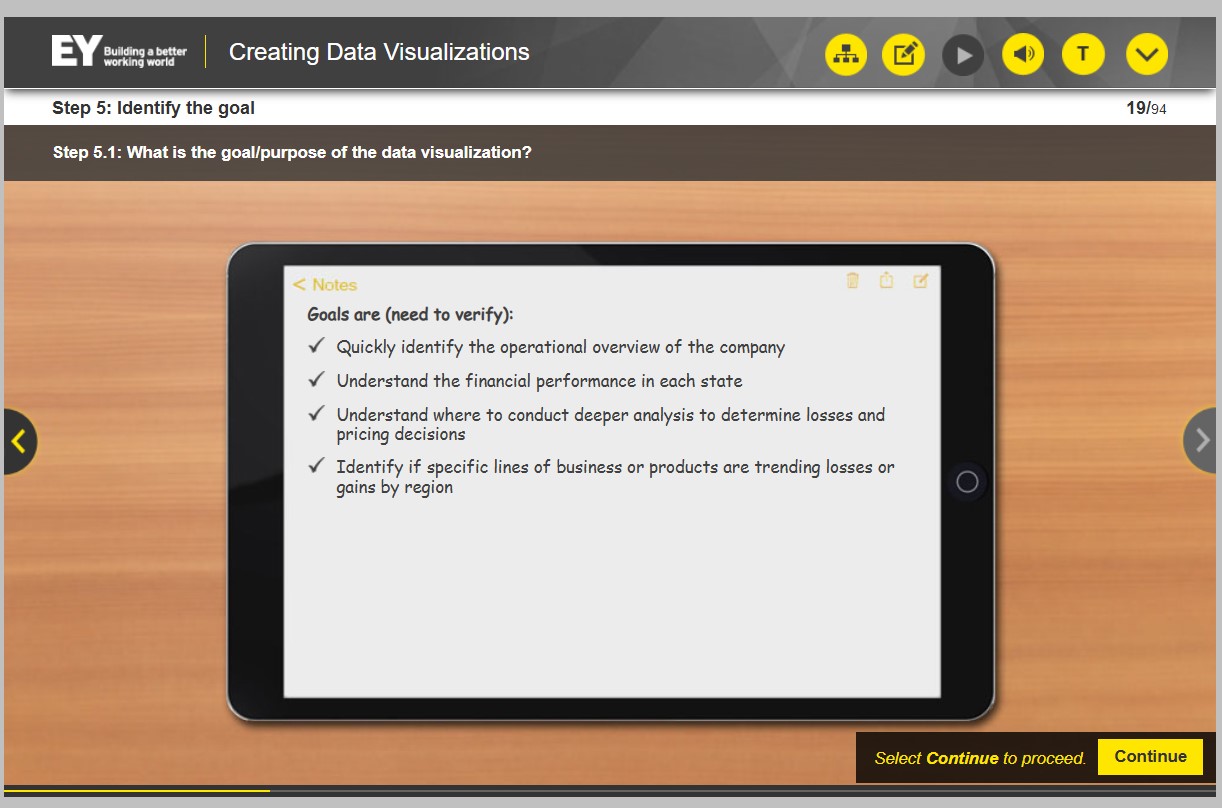 EY Building a better
working world
Creating Data Visualizations
T
Step 5: Identify the goal
19/94
Step 5.1: What is the goal/purpose of the data visualization?
< Notes
Goals are (need to verify):
✓ Quickly identify the operational overview of the company
✓ Understand the financial performance in each state
✓ Understand where to conduct deeper analysis to determine losses and
pricing decisions
✓ Identify if specific lines of business or products are trending losses or
gains by region
Select Continue to proceed.
Continue